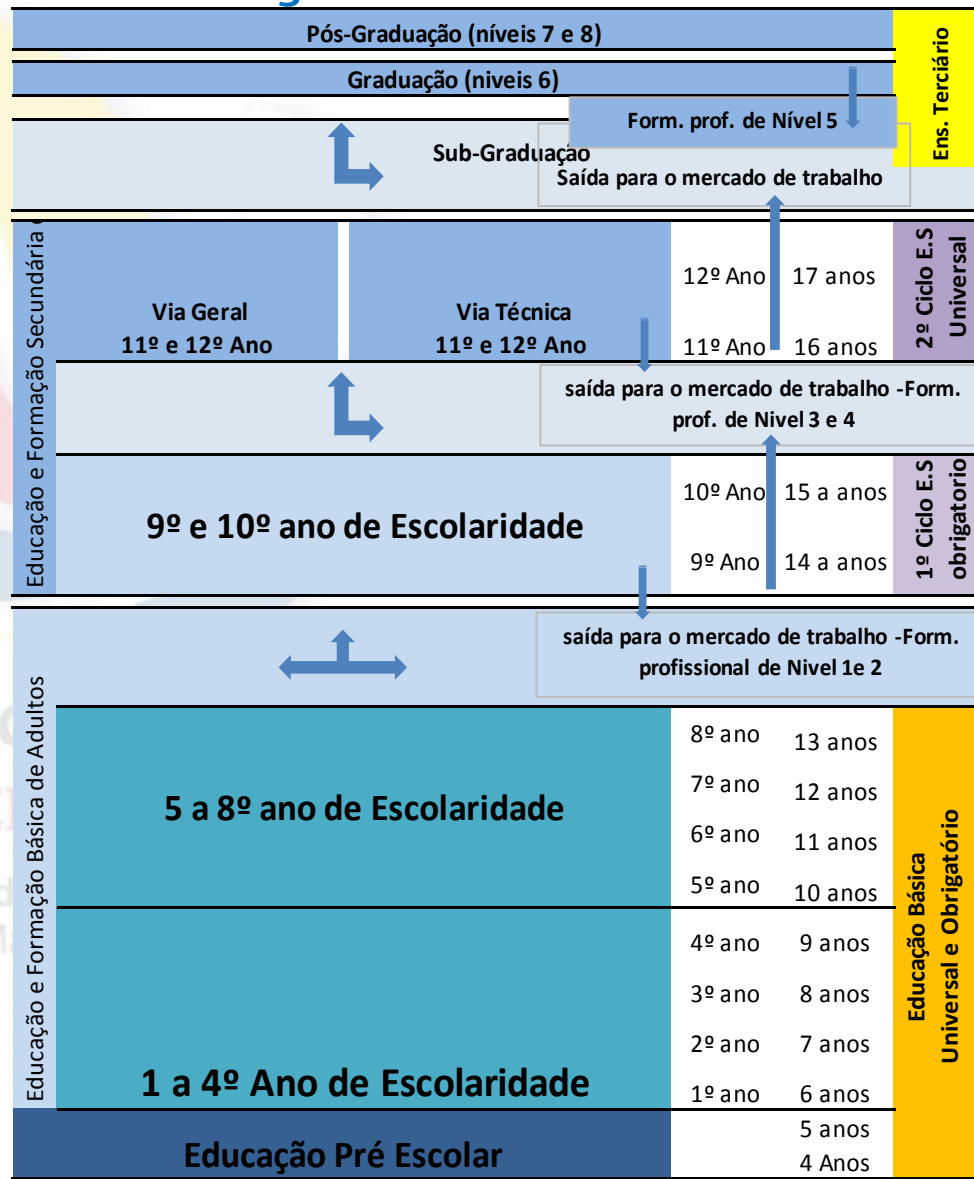 Pós-Graduação (níveis 7 e 8)
Graduação (niveis 6)
Ens. Terciário
Form. prof. de Nível 5
Sub-Graduação
Saída para o mercado de trabalho
Educação e Formação Secundária
Via Geral
11º e 12º Ano
Via Técnica
11º e 12º Ano
12º Ano
17 anos
11º Ano
16 anos
2º Ciclo E.S
Universal
saída para o mercado de trabalho -Form.
prof. de Nivel 3 e 4
9º e 10º ano de Escolaridade
10º Ano
15 a anos
9º Ano
14 a anos
1º Ciclo E.S
obrigatorio
saída para o mercado de trabalho -Form.
profissional de Nivel 1e 2
Educação e Formação Básica de Adultos
5 a 8º ano de Escolaridade
8º ano
13 anos
7º ano
12 anos
6º ano
11 anos
5º ano
10 anos
Educação Básica
Universal e Obrigatório
1 a 4º Ano de Escolaridade
4º ano
9 anos
3º ano
8 anos
2º ano
7 anos
1º ano
6 anos
Educação Pré Escolar
5 anos
4 Anos